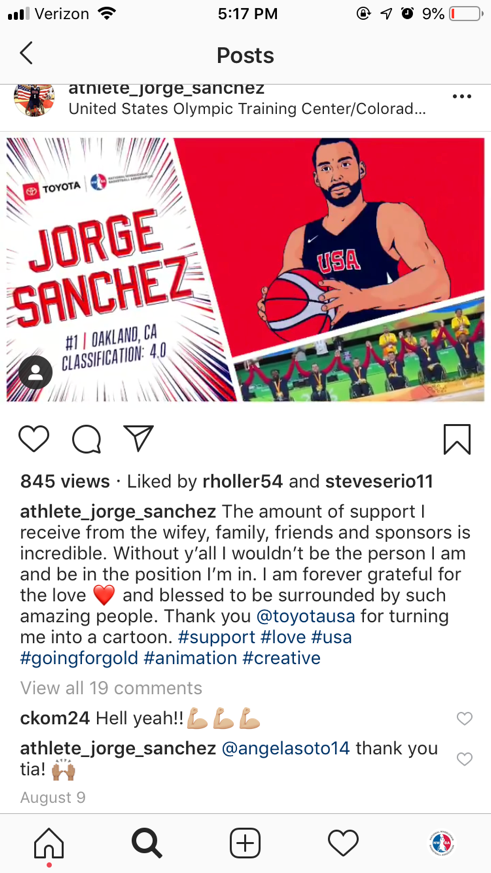 Verizon 5:17 PM 9%
Posts
athlete_jorge_sanchez
United States Olympic Training Center/Colorad...
TOYOTA
JORGE
SANCHEZ
#1 | OAKLAND, CA
CLASSIFICATION: 4.0
USA
845 views · Liked by rholler54 and steveserio11
athlete_jorge_sanchez The amount of support I
receive from the wifey, family, friends and sponsors is
incredible. Without y’all I wouldn’t be the person I am
and be in the position I’m in. I am forever grateful for
the love ❤️ and blessed to be surrounded by such
amazing people. Thank you @toyotausa for turning
me into a cartoon. #support #love #usa
#goingforgold #animation #creative
View all 19 comments
ckom24 Hell yeah!!💪🏼💪🏼💪🏼
athlete_jorge_sanchez @angelasoto14 thank you
tia! 🙌🏽
August 9